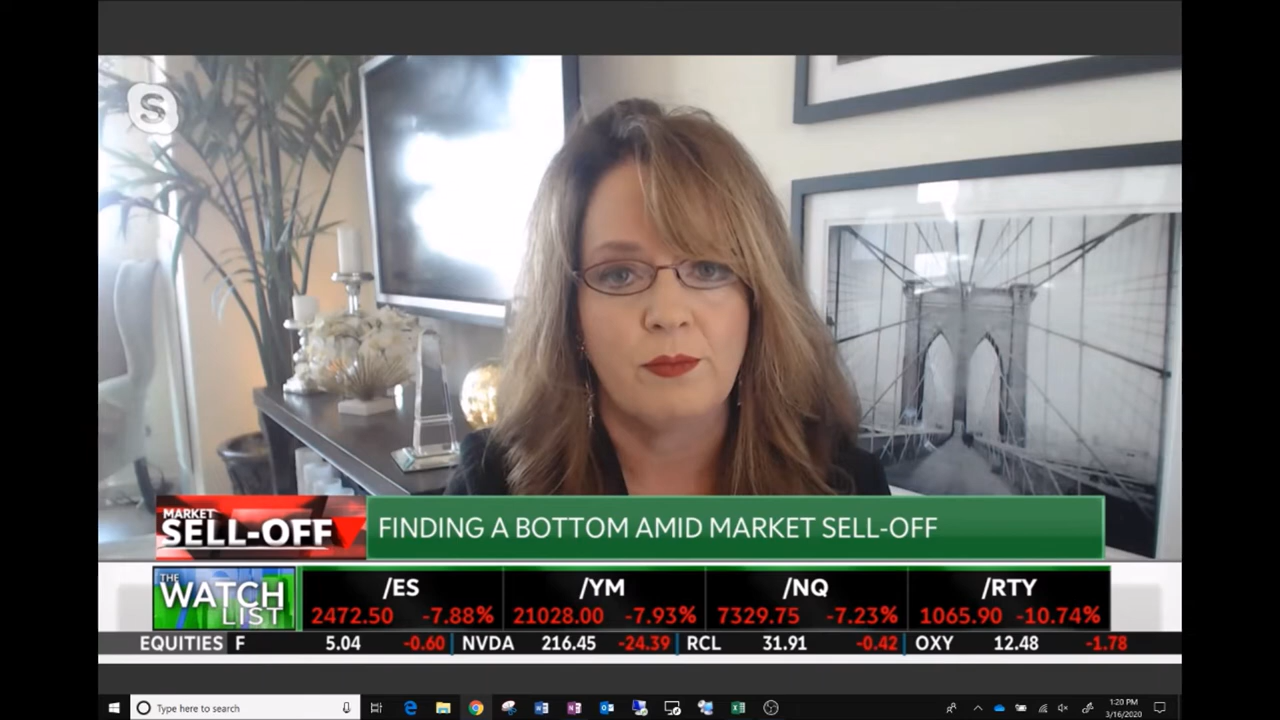 S
MARKET
SELL-OFF
FINDING A BOTTOM AMID MARKET SELL-OFF
THE
WATCH
LIST
/ES
2472.50 -7.88%
/YM
21028.00 -7.93%
/NQ
7329.75 -7.23%
/RTY
1065.90 -10.74%
EQUITIES F 5.04 -0.60 NVDA 216.45 -24.39 RCL 31.91 -0.42 OXY 12.48 -1.78
Type here to search
1:20 PM
3/16/2020